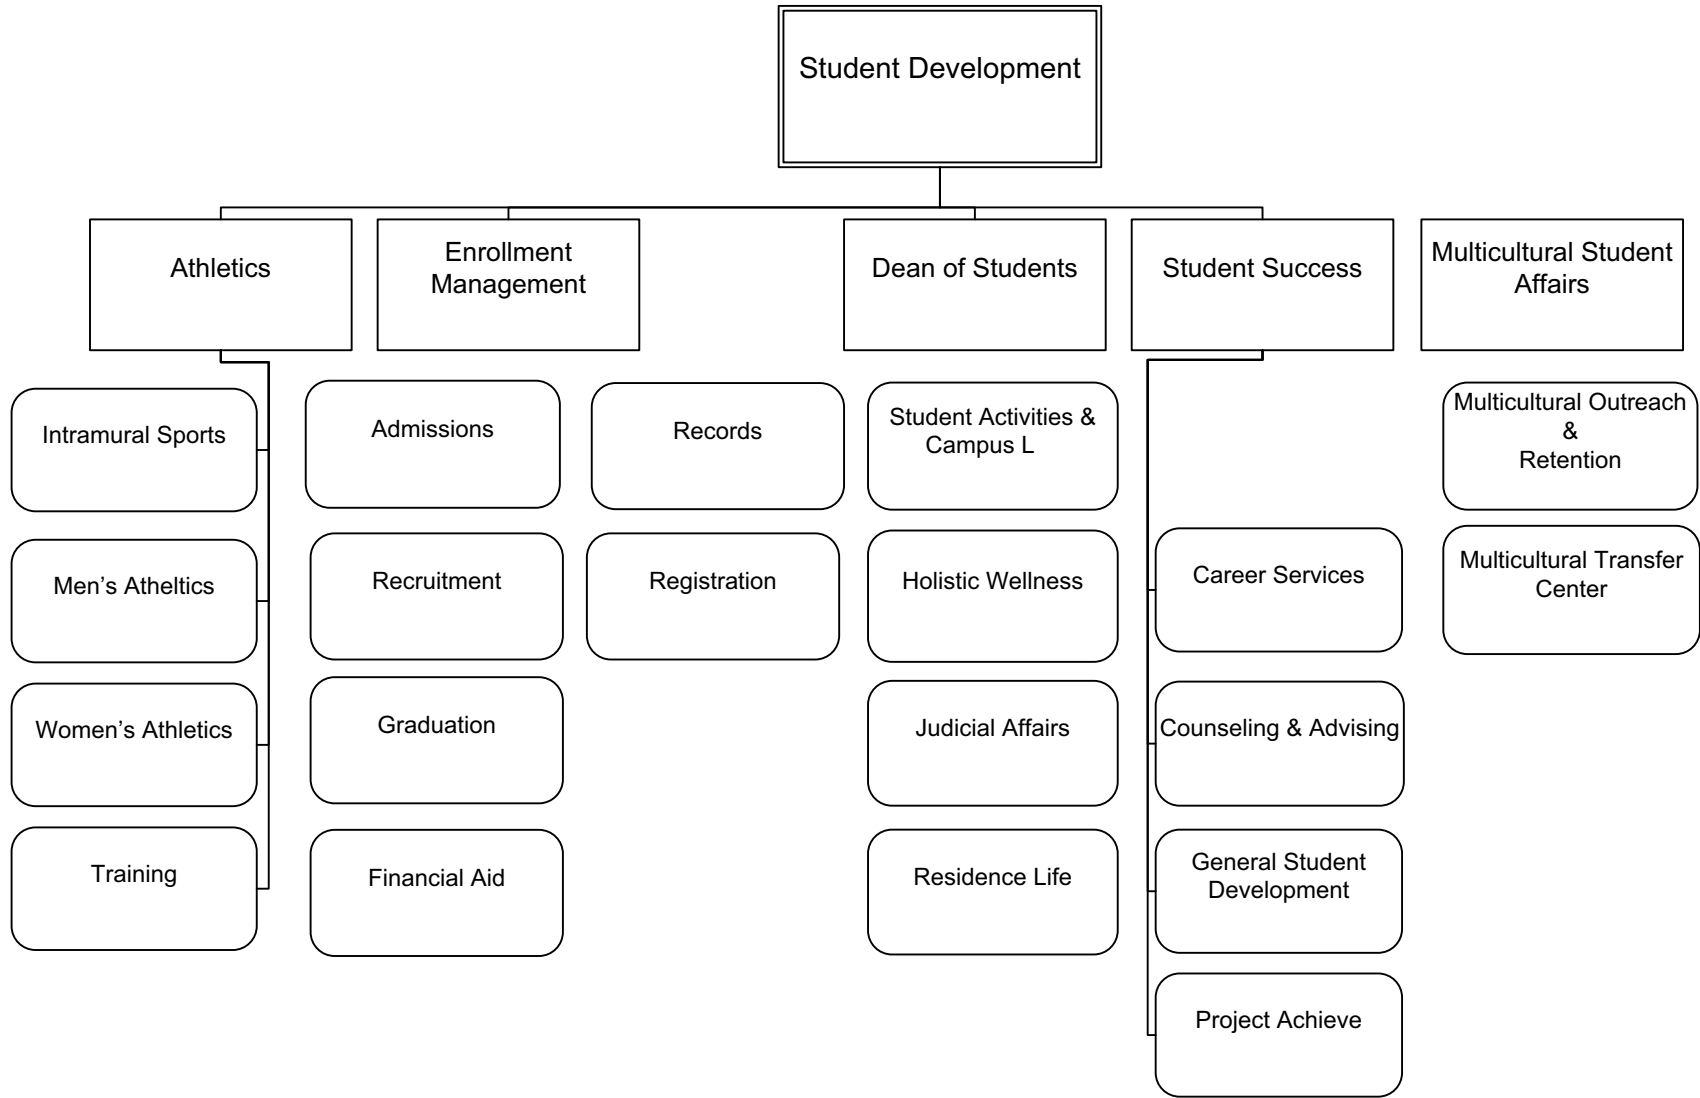 Student Development
Athletics
Enrollment
Management
Dean of Students
Student Success
Multicultural Student
Affairs
Intramural Sports
Admissions
Records
Student Activities &
Campus L
Multicultural Outreach
&
Retention
Men's Atheltics
Recruitment
Registration
Holistic Wellness
Career Services
Multicultural Transfer
Center
Women's Athletics
Graduation
Judicial Affairs
Counseling & Advising
Training
Financial Aid
Residence Life
General Student
Development
Project Achieve